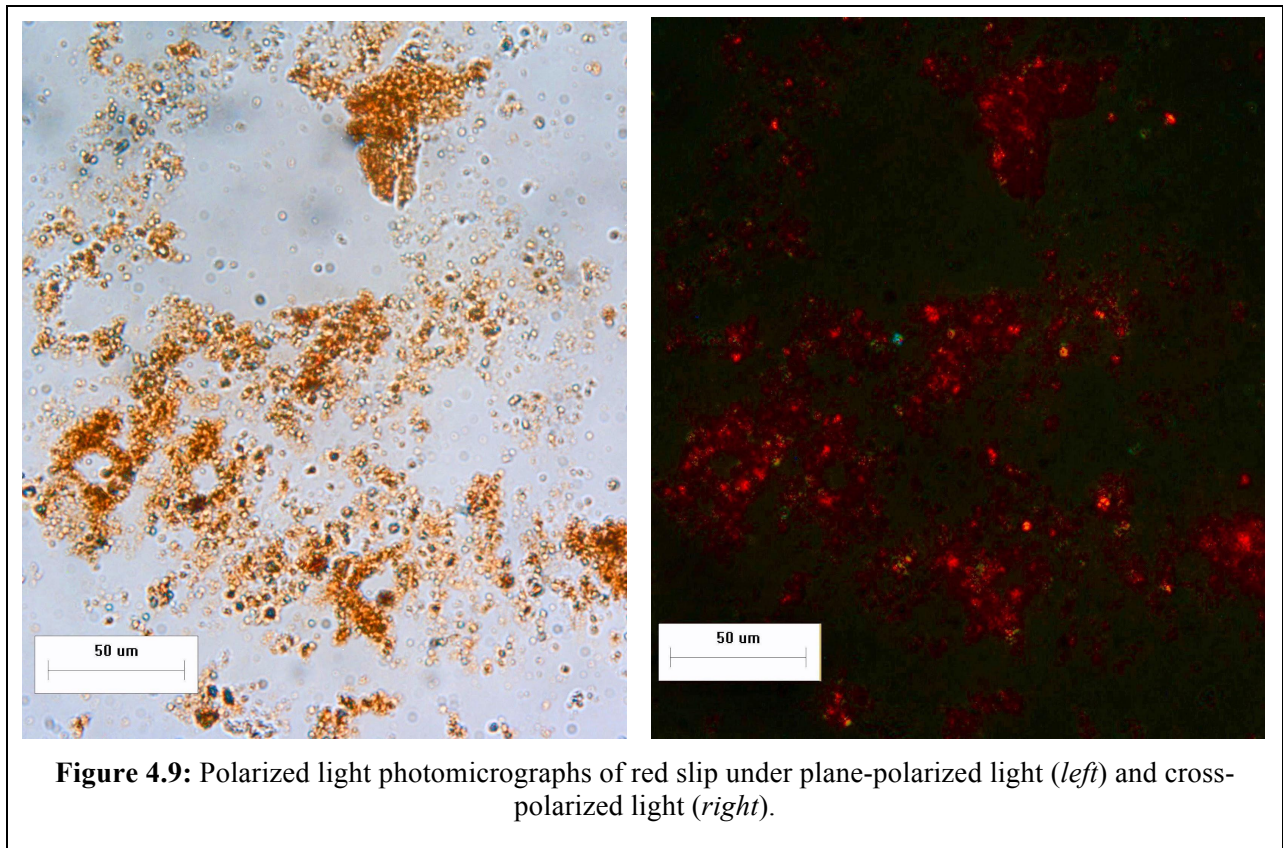 50 um
50 um
Figure 4.9: Polarized light photomicrographs of red slip under plane-polarized light (left) and cross-
polarized light (right).